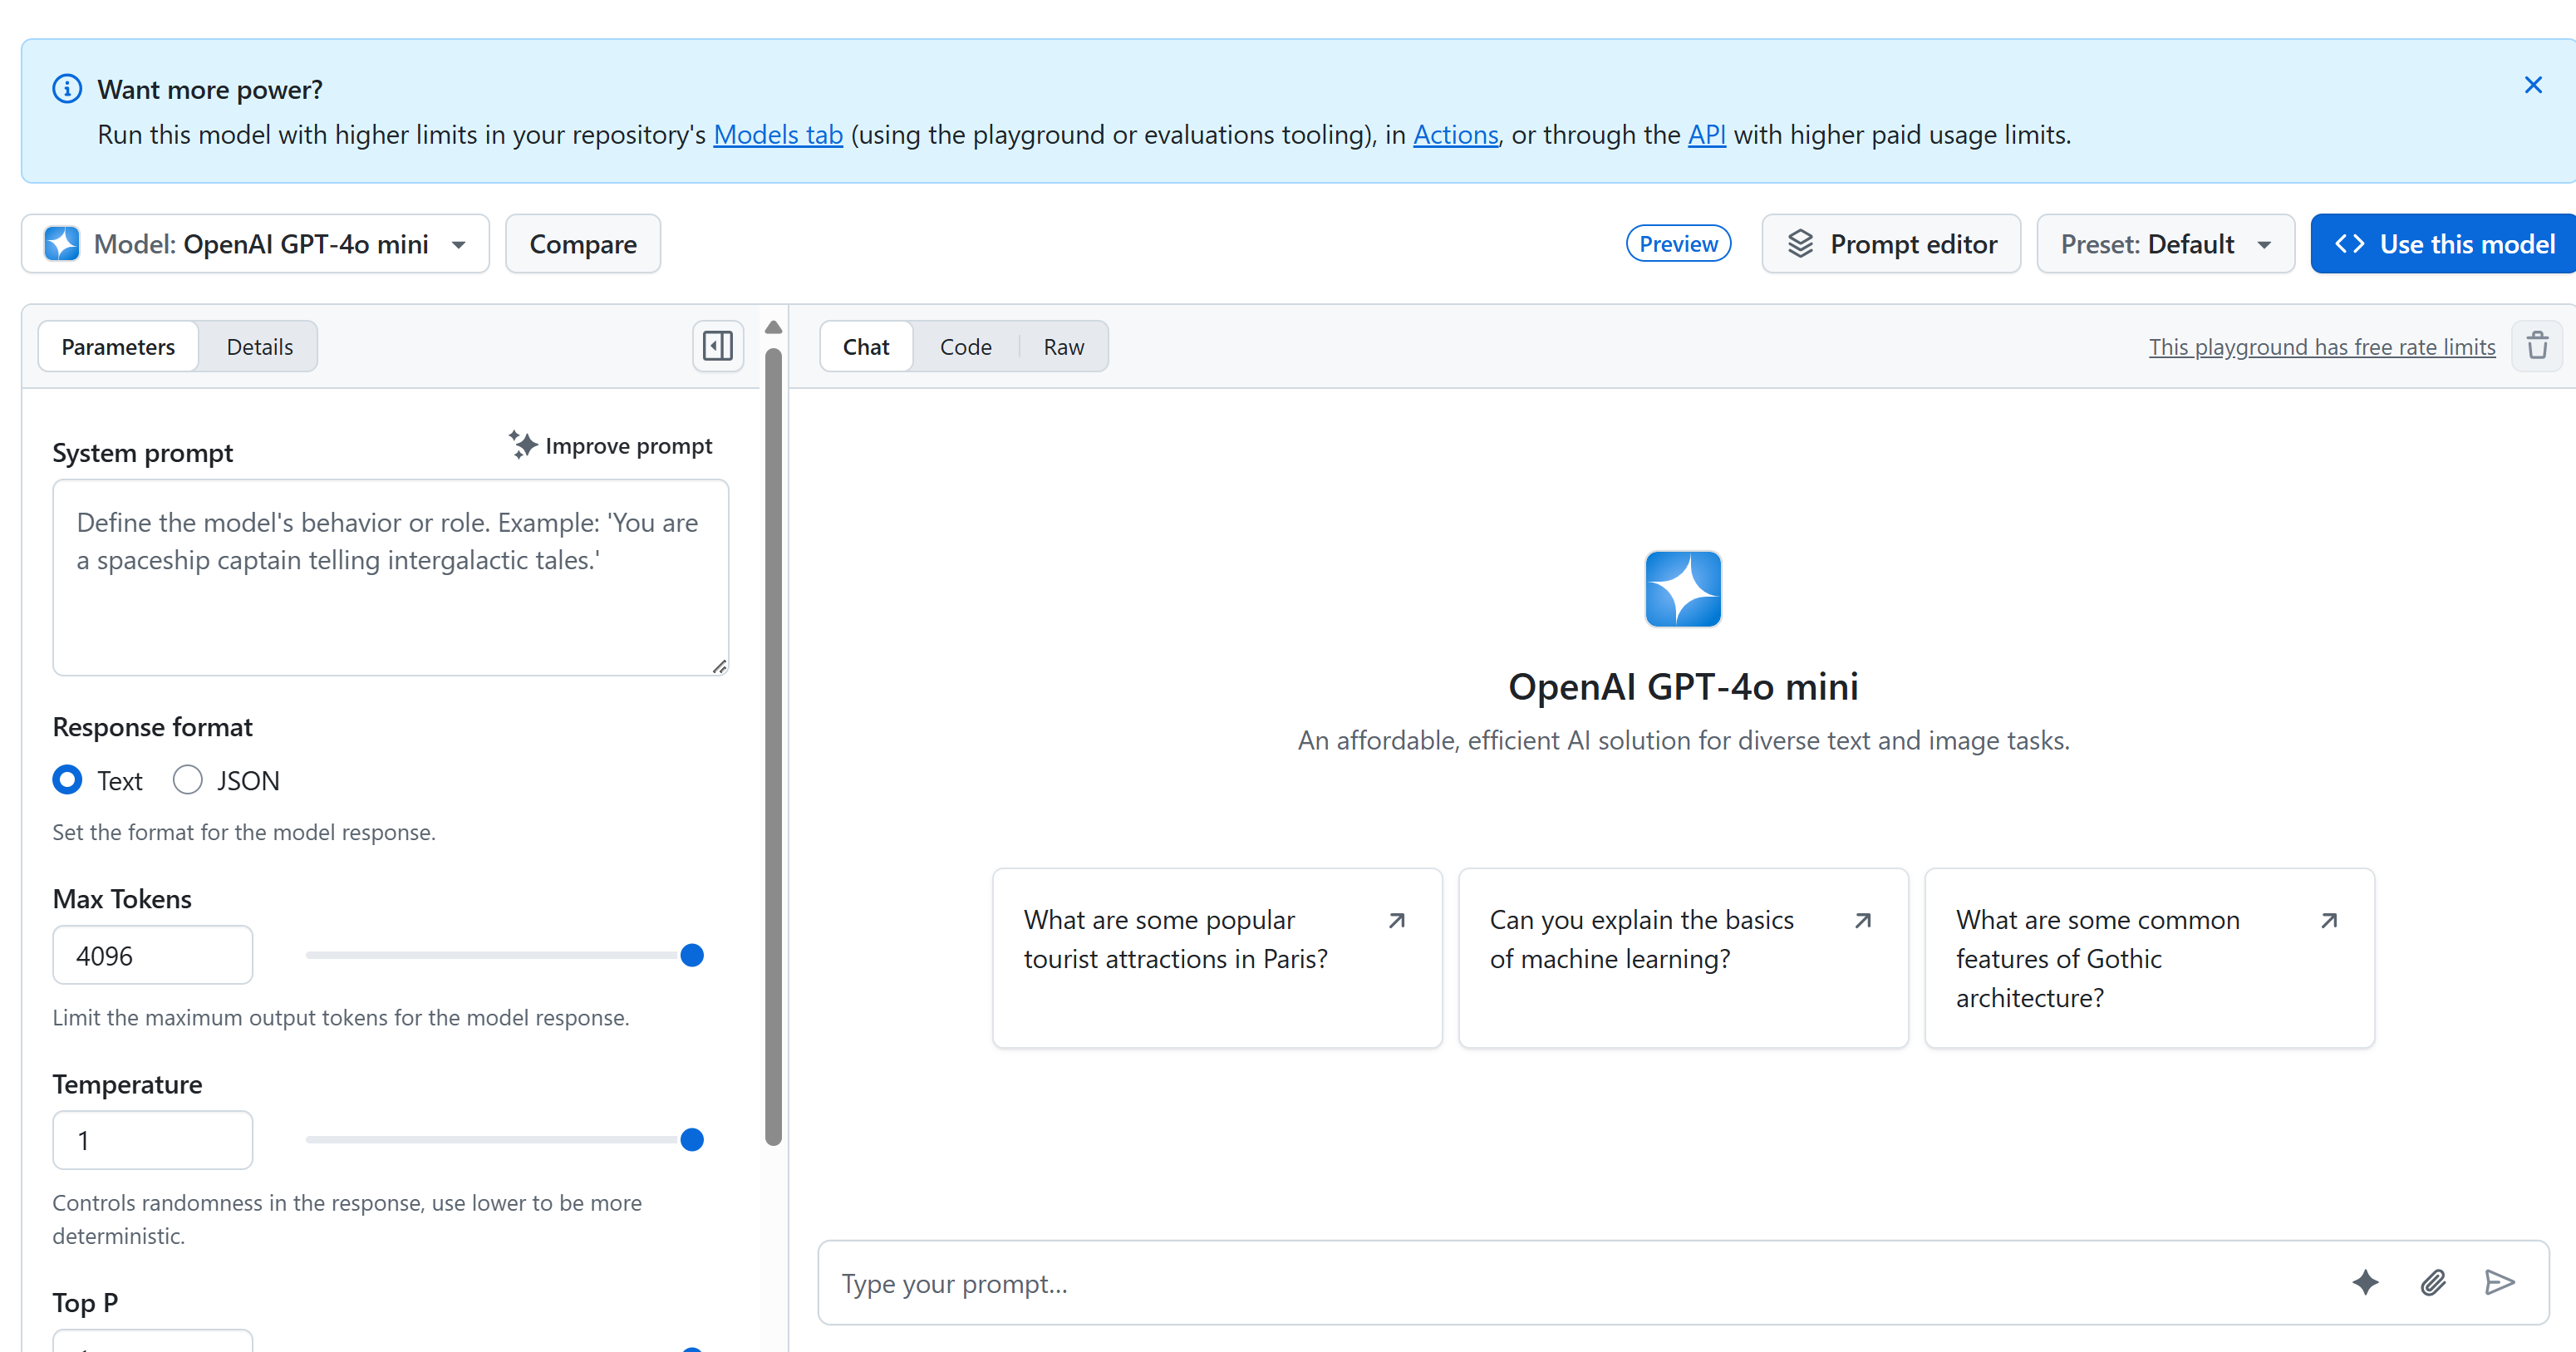 Want more power?
Run this model with higher limits in your repository's Models tab (using the playground or evaluations tooling), in Actions, or through the API with higher paid usage limits.
Model: OpenAI GPT-4o mini
Compare
Preview
Prompt editor
Preset: Default
Use this model
Parameters
Details
Chat
Code
Raw
This playground has free rate limits
System prompt
Improve prompt
Define the model's behavior or role. Example: 'You are
a spaceship captain telling intergalactic tales.'
Response format
Text
JSON
Set the format for the model response.
Max Tokens
4096
Limit the maximum output tokens for the model response.
Temperature
1
Controls randomness in the response, use lower to be more
deterministic.
Top P
OpenAI GPT-4o mini
An affordable, efficient AI solution for diverse text and image tasks.
What are some popular
tourist attractions in Paris?
Can you explain the basics
of machine learning?
What are some common
features of Gothic
architecture?
Type your prompt...